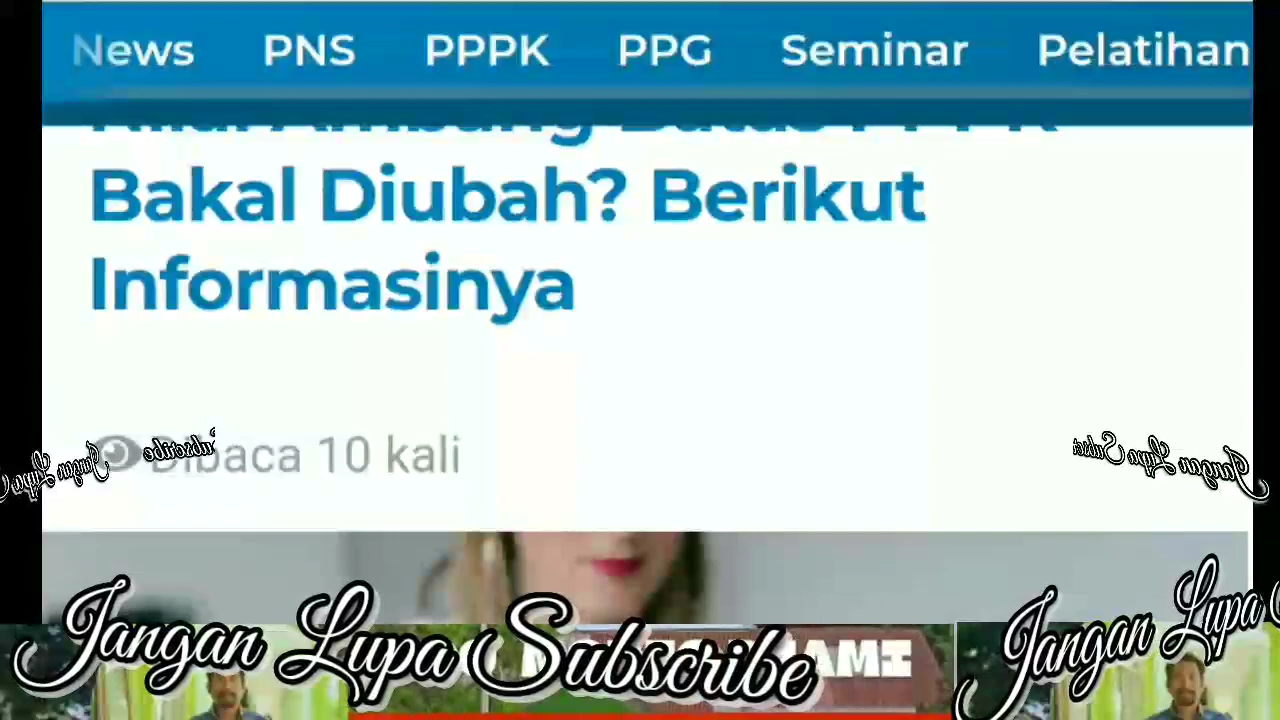 News PNS PPPK PPG Seminar Pelatihan
Bakal Diubah? Berikut
Informasinya
Dibaca 10 kali
Jangan Lupa Subscribe
Jangan Lupa